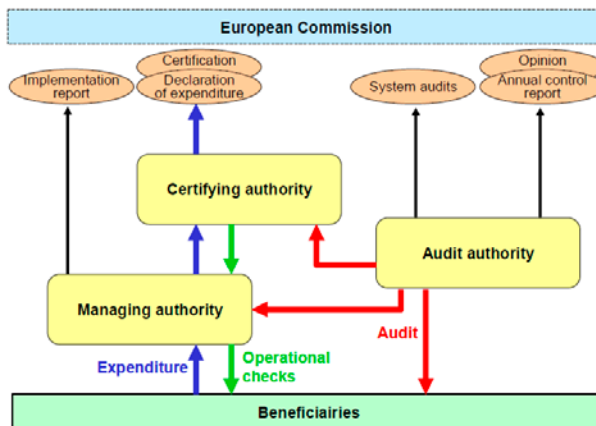 European Commission
Certification
Opinion
Implementation
report
Declaration
of expenditure
System audits
Annual control
report
Certifying authority
Audit authority
Managing authority
Audit
Expenditure
Operational
checks
Beneficiairies